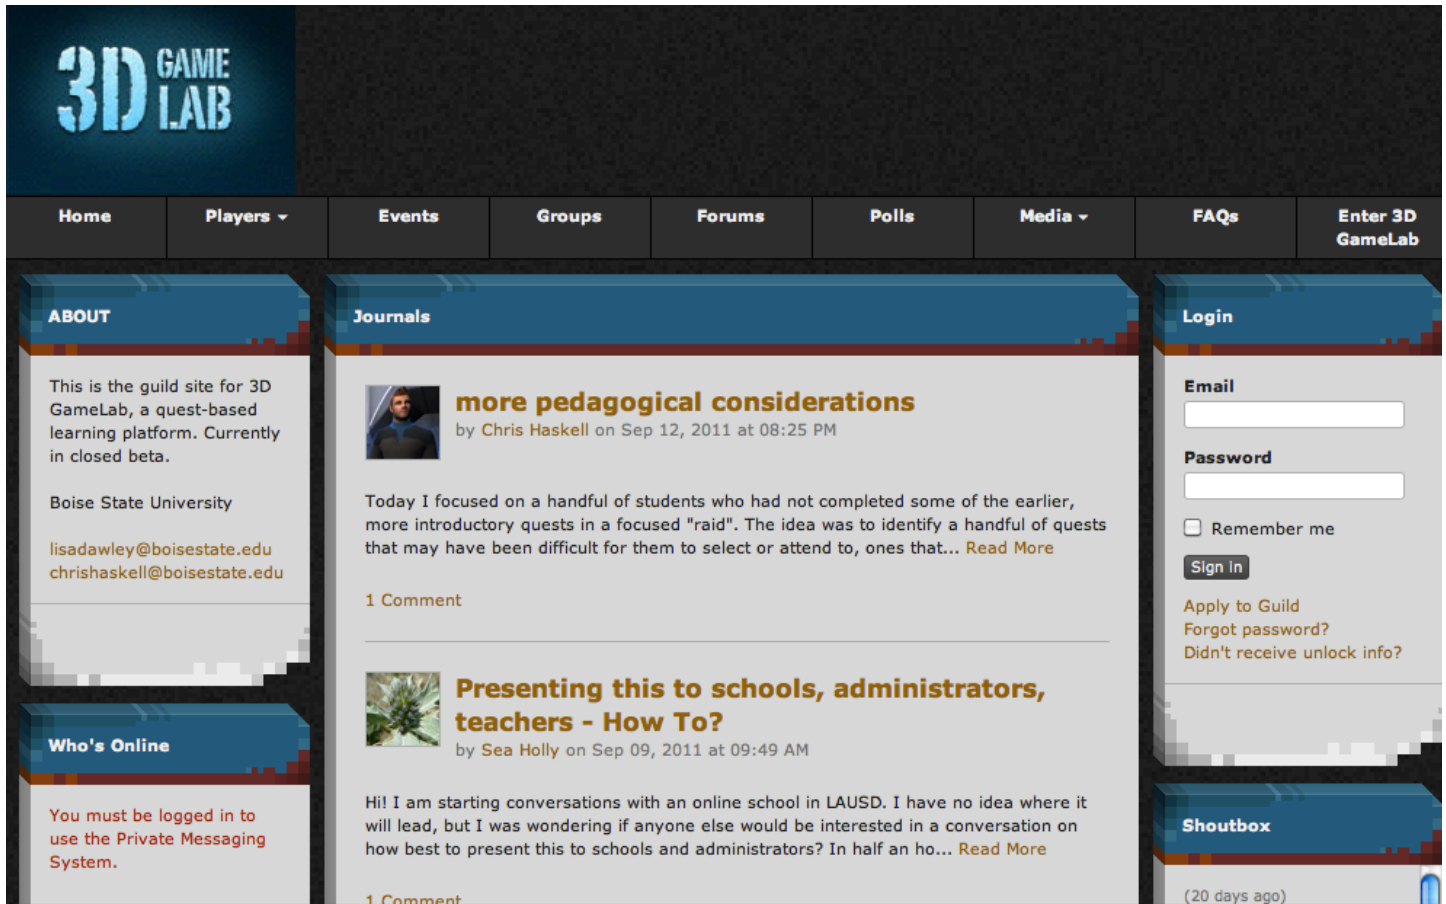 3D GAME
LAB
Home
Players
Events
Groups
Forums
Polls
Media
FAQs
Enter 3D
GameLab
ABOUT
This is the guild site for 3D
GameLab, a quest-based
learning platform. Currently
in closed beta.
Boise State University
lisadawley@boisestate.edu
chrishaskell@boisestate.edu
Who's Online
You must be logged in to
use the Private Messaging
System.
Journals
more pedagogical considerations
by Chris Haskell on Sep 12, 2011 at 08:25 PM
Today I focused on a handful of students who had not completed some of the earlier,
more introductory quests in a focused "raid". The idea was to identify a handful of quests
that may have been difficult for them to select or attend to, ones that... Read More
1 Comment
Presenting this to schools, administrators,
teachers - How To?
by Sea Holly on Sep 09, 2011 at 09:49 AM
Hi! I am starting conversations with an online school in LAUSD. I have no idea where it
will lead, but I was wondering if anyone else would be interested in a conversation on
how best to present this to schools and administrators? In half an ho... Read More
1 Comment
Login
Email
Password
Remember me
Sign in
Apply to Guild
Forgot password?
Didn't receive unlock info?
Shoutbox
(20 days ago)